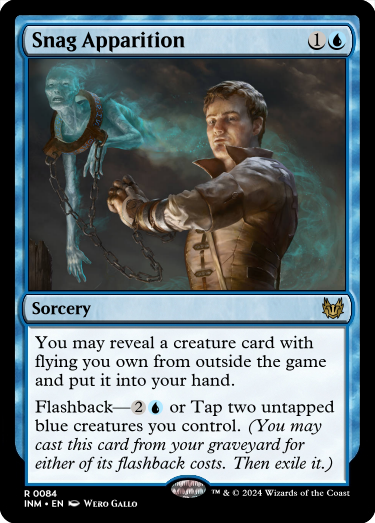 Snag Apparition 1
Sorcery
You may reveal a creature card with
flying you own from outside the game
and put it into your hand.
Flashback—2 or Tap two untapped
blue creatures you control. (You may
cast this card from your graveyard for
either of its flashback costs. Then exile it.)
R 0084
INM • EN Wero Gallo
™ & © 2024 Wizards of the Coast